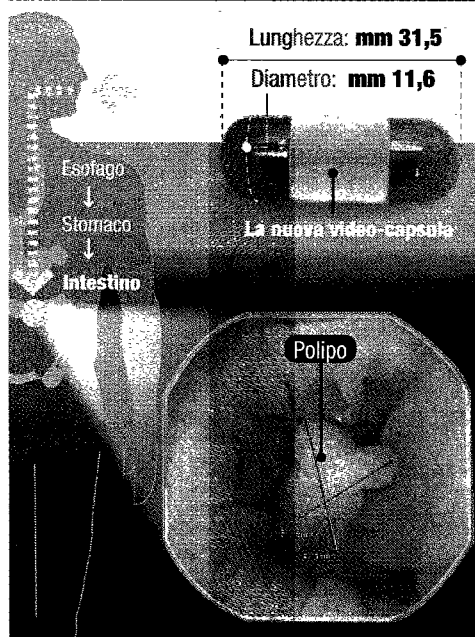 Lunghezza: mm 31,5
Diametro: mm 11,6
La nuova video-capsula
Esofago
Stomaco
Intestino
Polipo